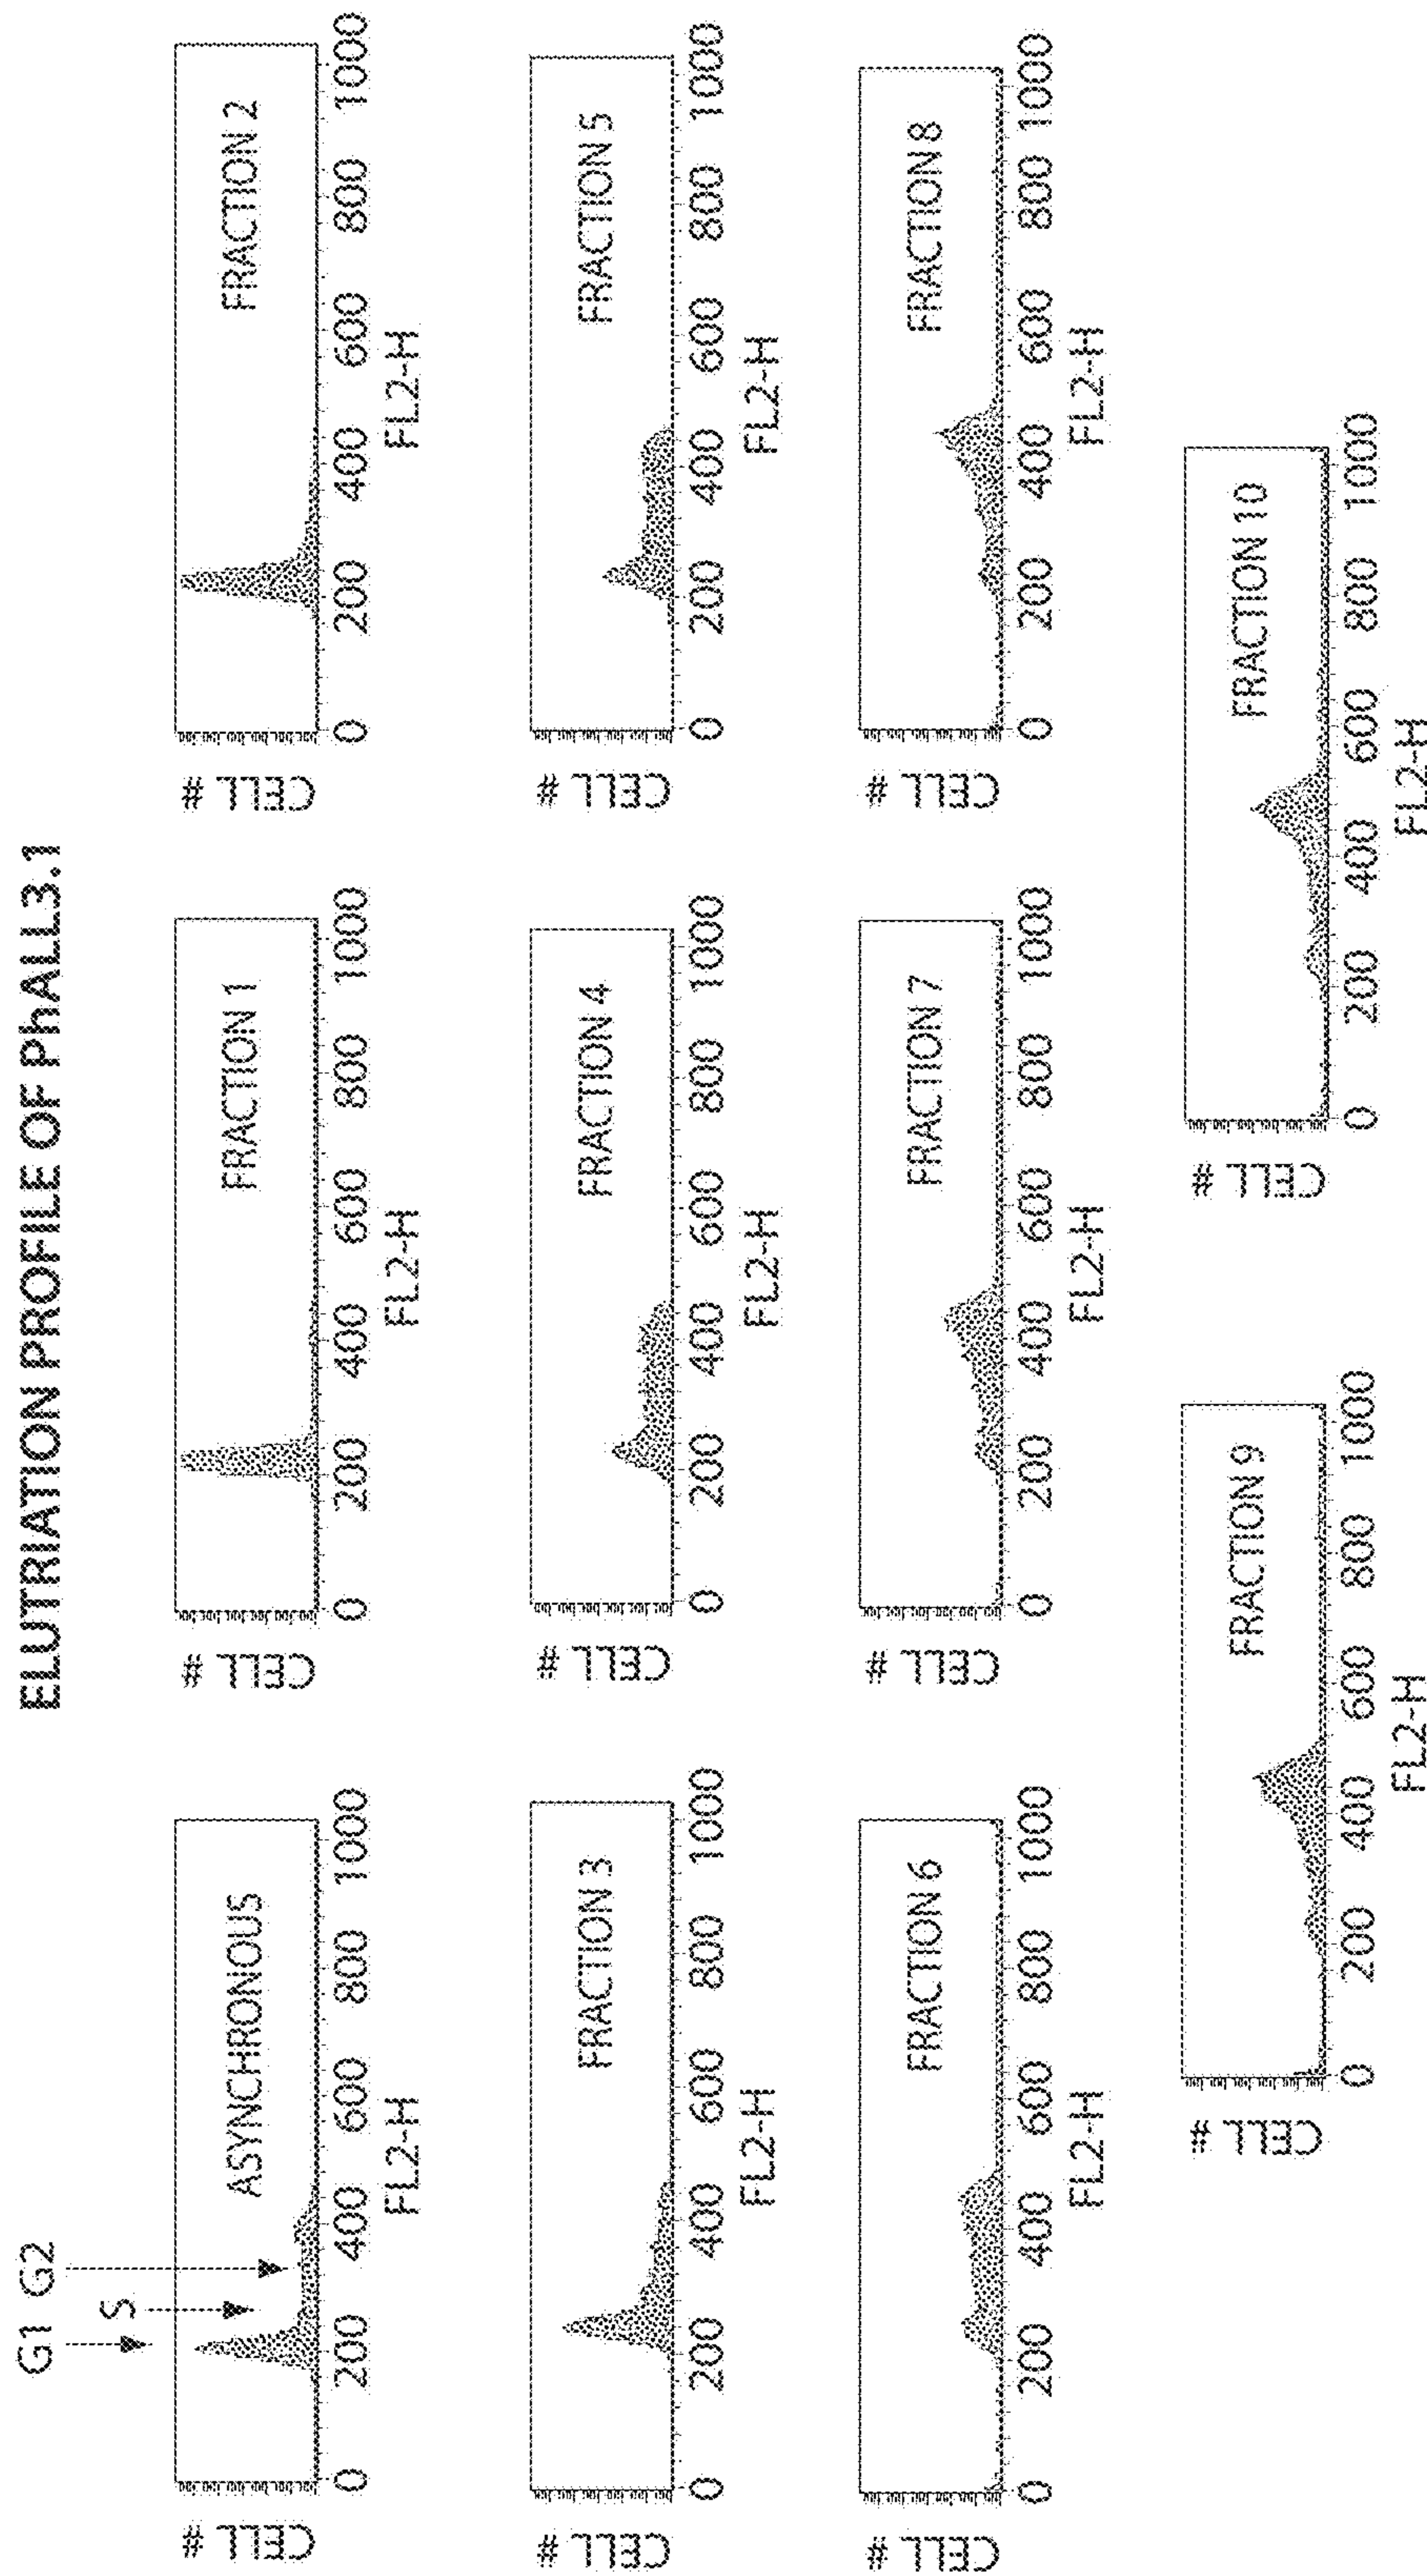 ELUTRIATION PROFILE OF PhALL3.1
G1 G2
S
CELL #
ASYNCHRONOUS
0 200 400 600 800 1000
FL2-H
CELL #
FRACTION 1
0 200 400 600 800 1000
FL2-H
CELL #
FRACTION 2
0 200 400 600 800 1000
FL2-H
CELL #
FRACTION 3
0 200 400 600 800 1000
FL2-H
CELL #
FRACTION 4
0 200 400 600 800 1000
FL2-H
CELL #
FRACTION 5
0 200 400 600 800 1000
FL2-H
CELL #
FRACTION 6
0 200 400 600 800 1000
FL2-H
CELL #
FRACTION 7
0 200 400 600 800 1000
FL2-H
CELL #
FRACTION 8
0 200 400 600 800 1000
FL2-H
CELL #
FRACTION 9
0 200 400 600 800 1000
FL2-H
CELL #
FRACTION 10
0 200 400 600 800 1000
FL2-H